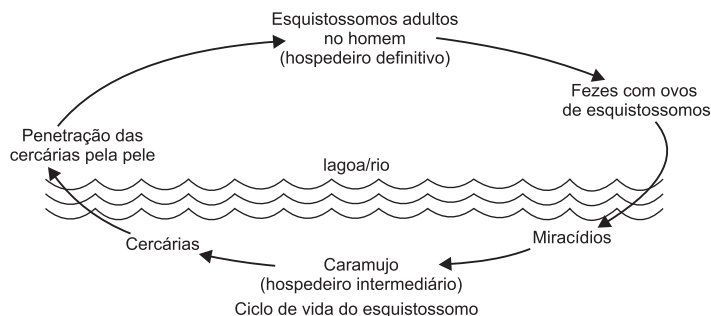 Esquistossomos adultos
no homem
(hospedeiro definitivo)
Fezes com ovos
de esquistossomos
Penetração das
cercárias pela pele
lagoa/rio
Miracídios
Cercárias
Caramujo
(hospedeiro intermediário)
Ciclo de vida do esquistossomo